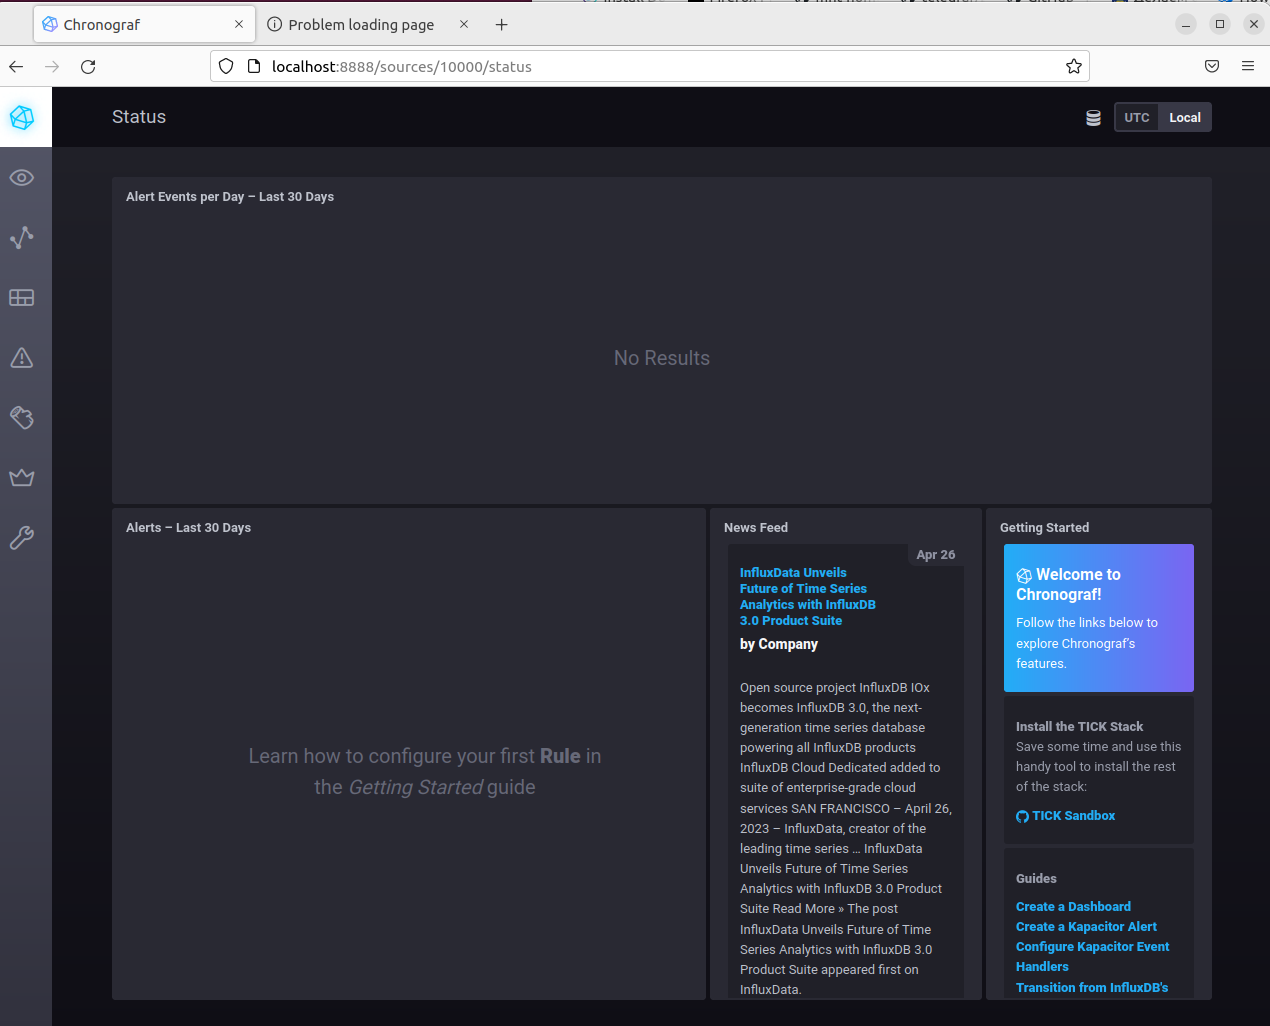 Chronograf
Problem loading page
localhost:8888/sources/10000/status
Status
UTC
Local
Alert Events per Day – Last 30 Days
No Results
Alerts – Last 30 Days
Learn how to configure your first Rule in
the Getting Started guide
News Feed
Apr 26
InfluxData Unveils
Future of Time Series
Analytics with InfluxDB
3.0 Product Suite
by Company
Open source project InfluxDB IOx
becomes InfluxDB 3.0, the next-
generation time series database
powering all InfluxDB products
InfluxDB Cloud Dedicated added to
suite of enterprise-grade cloud
services SAN FRANCISCO – April 26,
2023 – InfluxData, creator of the
leading time series ... InfluxData
Unveils Future of Time Series
Analytics with InfluxDB 3.0 Product
Suite Read More » The post
InfluxData Unveils Future of Time
Series Analytics with InfluxDB 3.0
Product Suite appeared first on
InfluxData.
Getting Started
Welcome to
Chronograf!
Follow the links below to
explore Chronograf's
features.
Install the TICK Stack
Save some time and use this
handy tool to install the rest
of the stack:
TICK Sandbox
Guides
Create a Dashboard
Create a Kapacitor Alert
Configure Kapacitor Event
Handlers
Transition from InfluxDB's